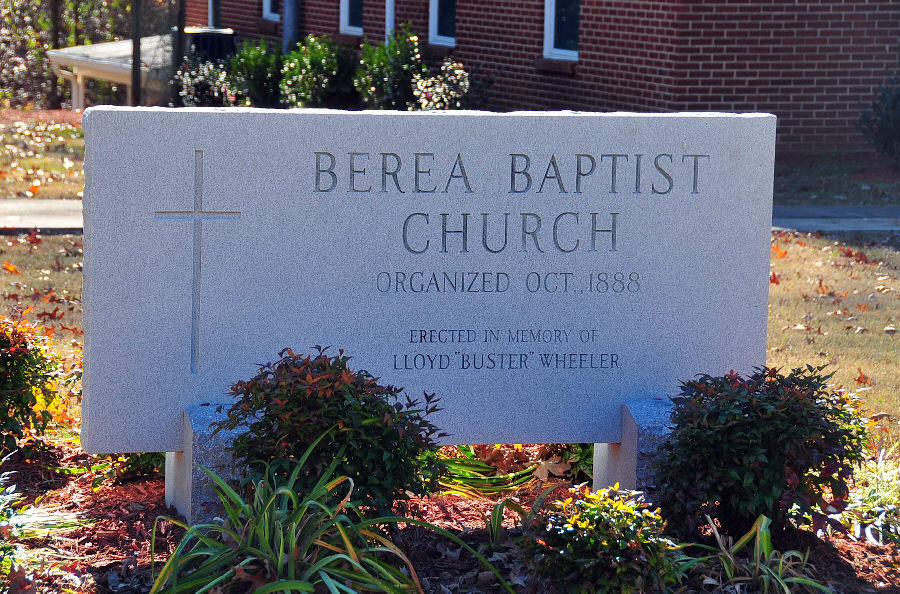 BEREA BAPTIST
CHURCH
ORGANIZED OCT., 1888
ERECTED IN MEMORY OF
LLOYD "BUSTER" WHEELER